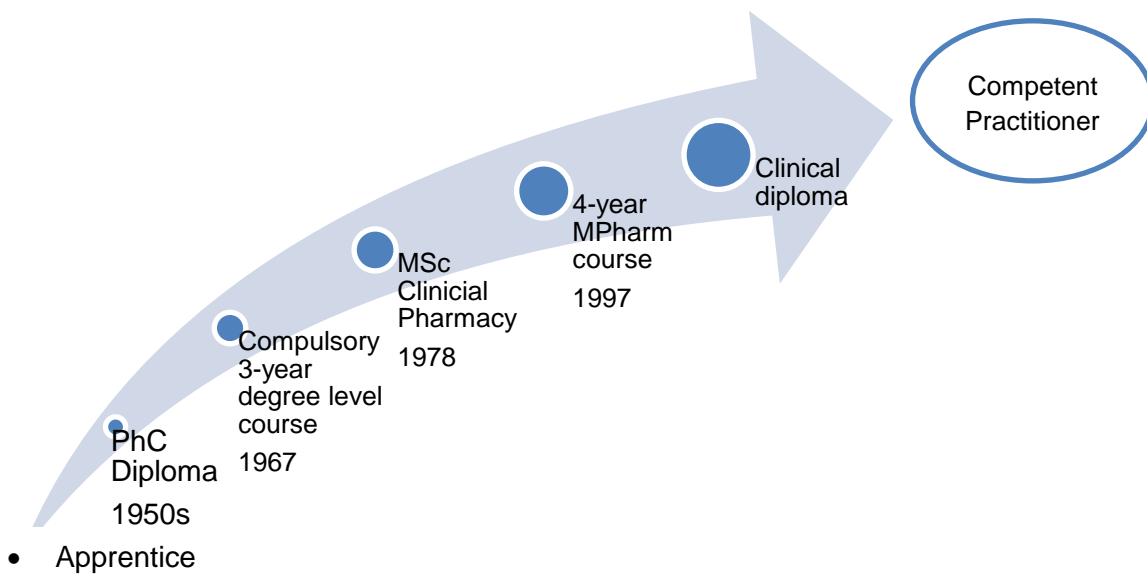 Competent
Practitioner
Clinical
diploma
4-year
MPharm
course
1997
MSc
Clinicial
Pharmacy
1978
Compulsory
3-year
degree level
course
1967
PhC
Diploma
1950s
• Apprentice